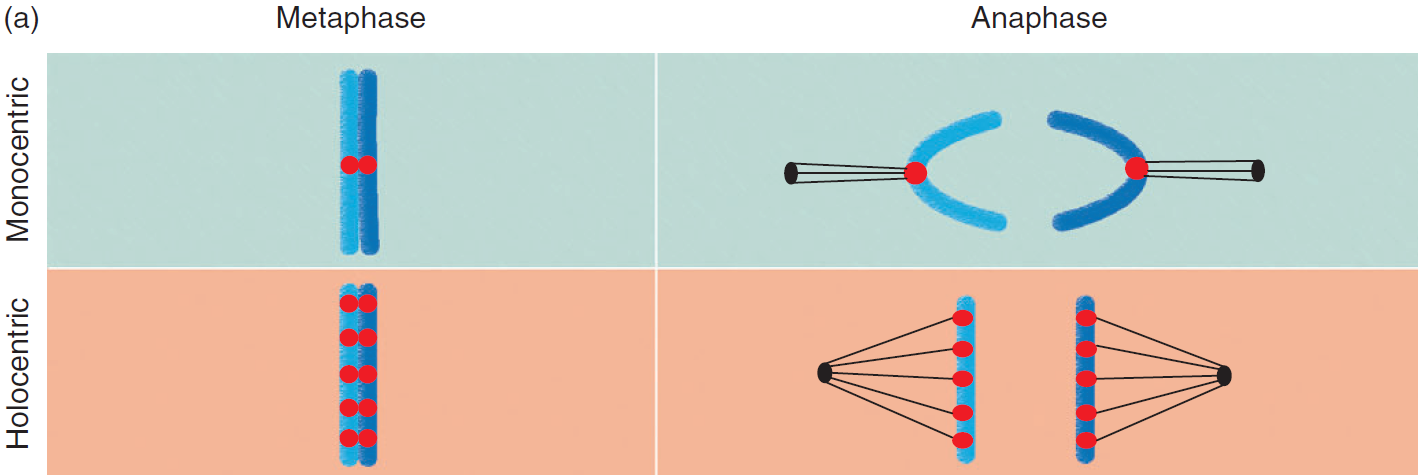 (a)
Metaphase
Anaphase
Monocentric
Holocentric